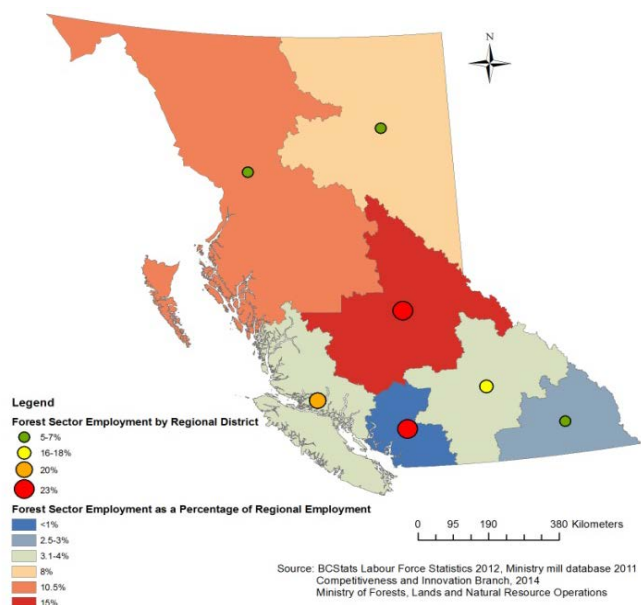 N
Legend
Forest Sector Employment by Regional District
5-7%
16-18%
20%
23%
Forest Sector Employment as a Percentage of Regional Employment
<1%
2.5-3%
3.1-4%
8%
10.5%
15%
0 95 190 380 Kilometers
Source: BCStats Labour Force Statistics 2012, Ministry mill database 2011
Competitiveness and Innovation Branch, 2014
Ministry of Forests, Lands and Natural Resource Operations